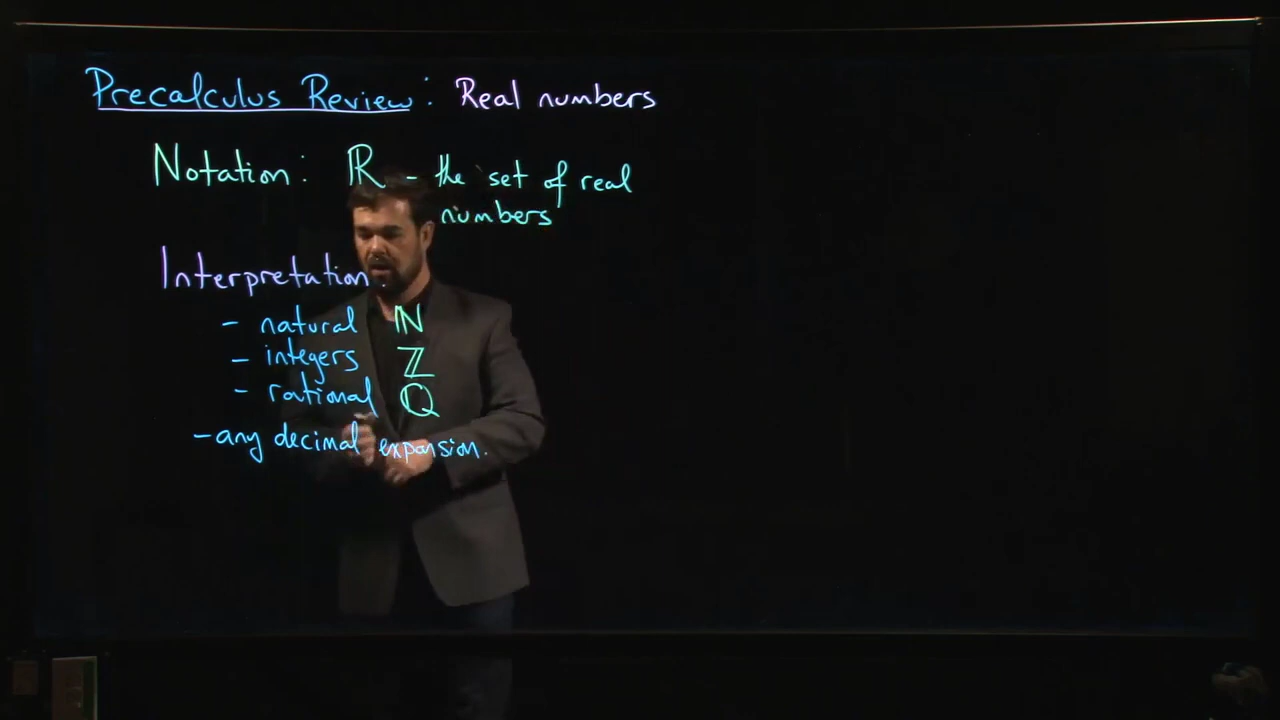 Precalculus Review: Real numbers
Notation: ℝ - the set of real
numbers
Interpretation:
- natural ℕ
- integers ℤ
- rational ℚ
- any decimal expansion.